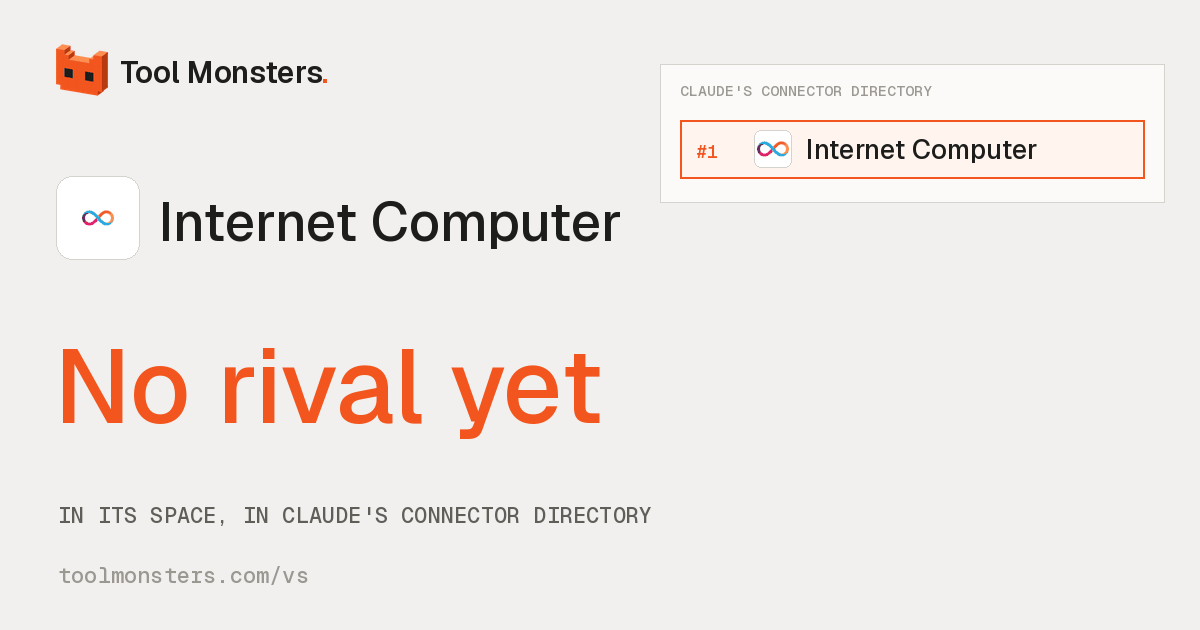 Tool Monsters.
Internet Computer
No rival yet
IN ITS SPACE, IN CLAUDE'S CONNECTOR DIRECTORY
toolmonsters.com/vs
CLAUDE'S CONNECTOR DIRECTORY
#1 Internet Computer